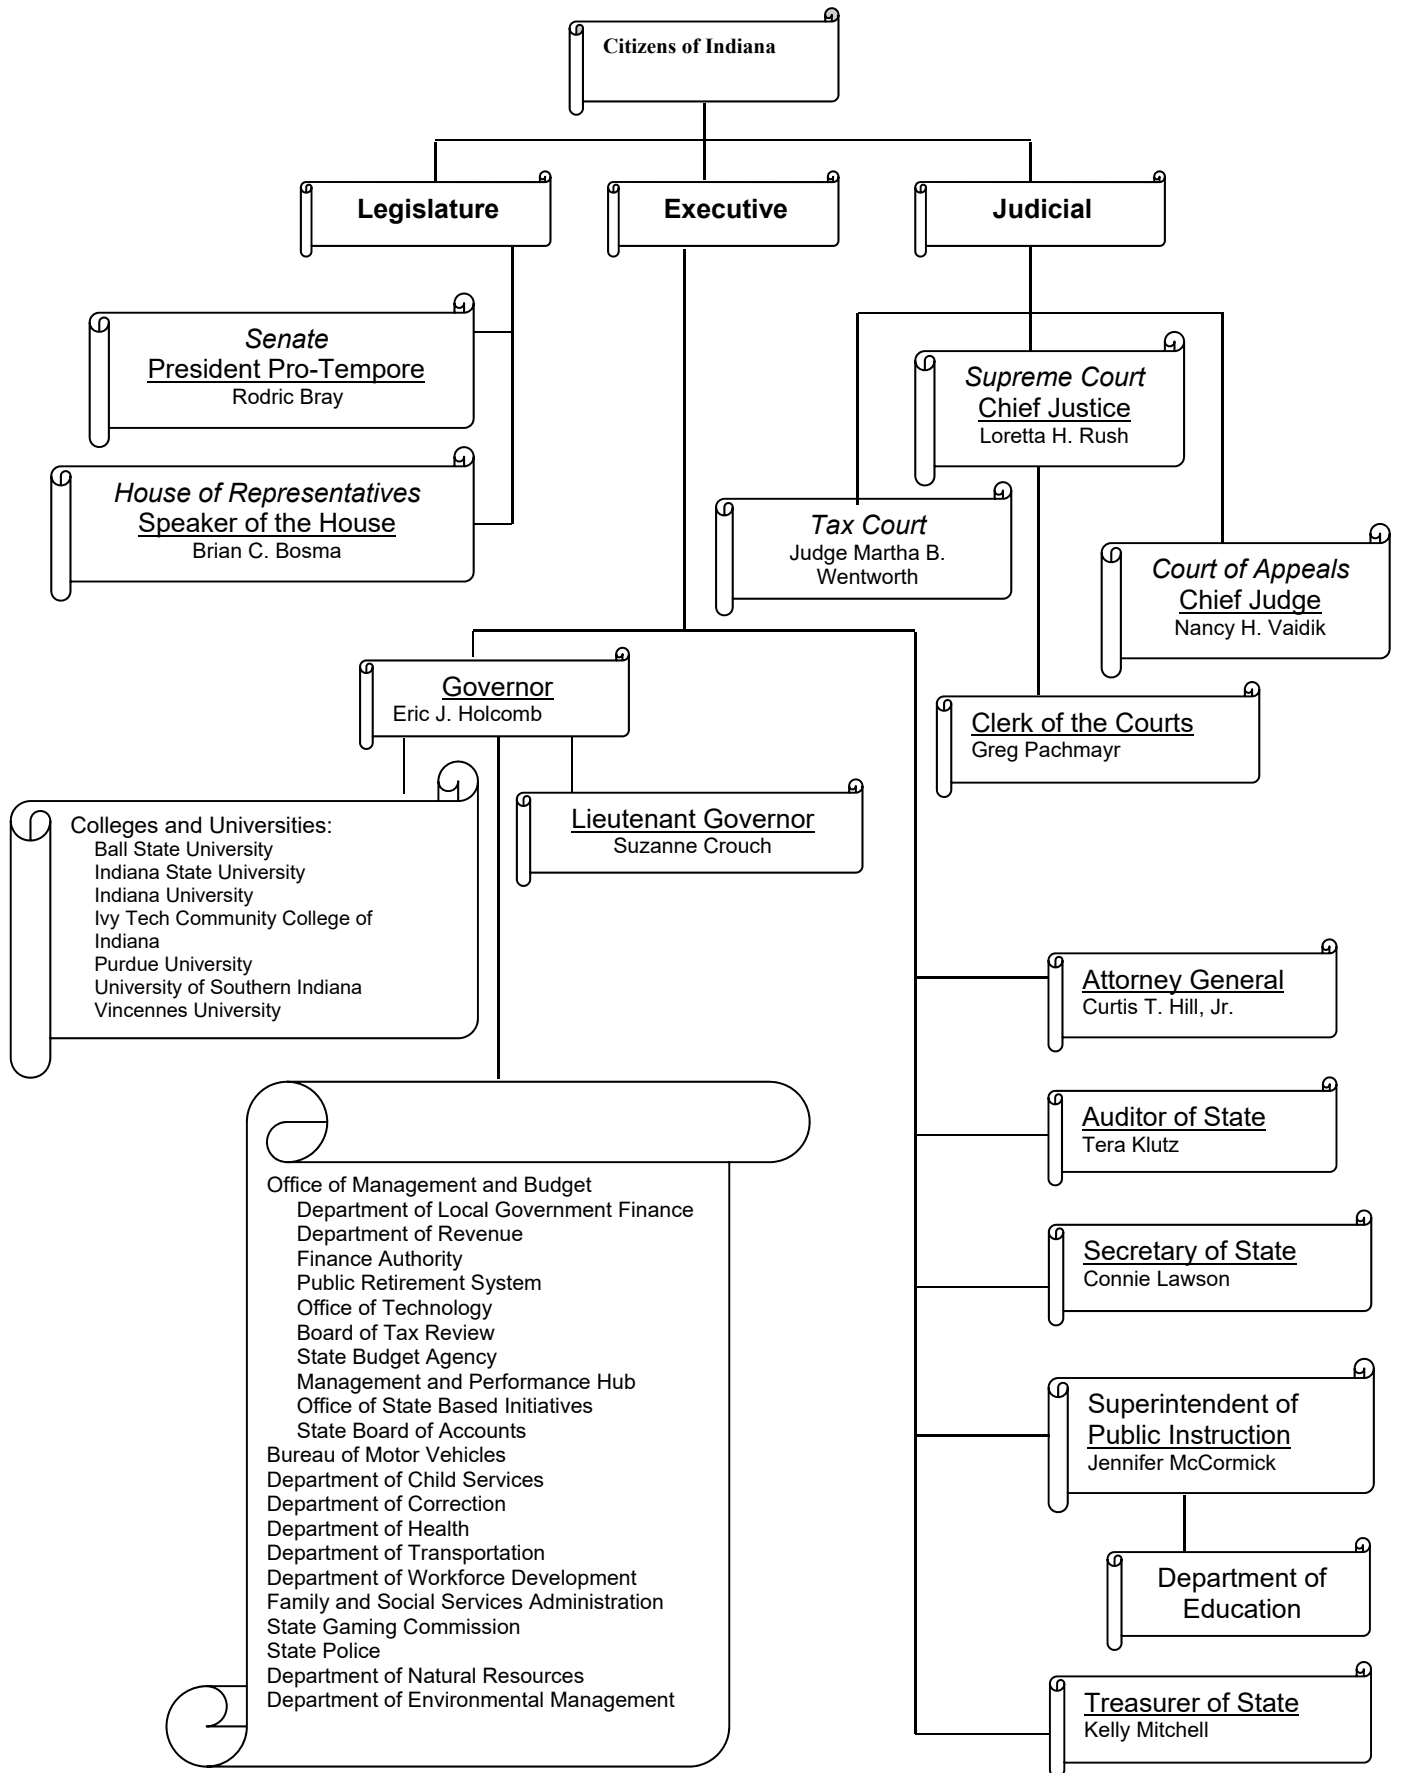 Citizens of Indiana
Legislature
Executive
Judicial
Senate
President Pro-Tempore
Rodric Bray
House of Representatives
Speaker of the House
Brian C. Bosma
Supreme Court
Chief Justice
Loretta H. Rush
Tax Court
Judge Martha B.
Wentworth
Court of Appeals
Chief Judge
Nancy H. Vaidik
Clerk of the Courts
Greg Pachmayr
Governor
Eric J. Holcomb
Lieutenant Governor
Suzanne Crouch
Colleges and Universities:
Ball State University
Indiana State University
Indiana University
Ivy Tech Community College of
Indiana
Purdue University
University of Southern Indiana
Vincennes University
Office of Management and Budget
Department of Local Government Finance
Department of Revenue
Finance Authority
Public Retirement System
Office of Technology
Board of Tax Review
State Budget Agency
Management and Performance Hub
Office of State Based Initiatives
State Board of Accounts
Bureau of Motor Vehicles
Department of Child Services
Department of Correction
Department of Health
Department of Transportation
Department of Workforce Development
Family and Social Services Administration
State Gaming Commission
State Police
Department of Natural Resources
Department of Environmental Management
Attorney General
Curtis T. Hill, Jr.
Auditor of State
Tera Klutz
Secretary of State
Connie Lawson
Superintendent of
Public Instruction
Jennifer McCormick
Department of
Education
Treasurer of State
Kelly Mitchell